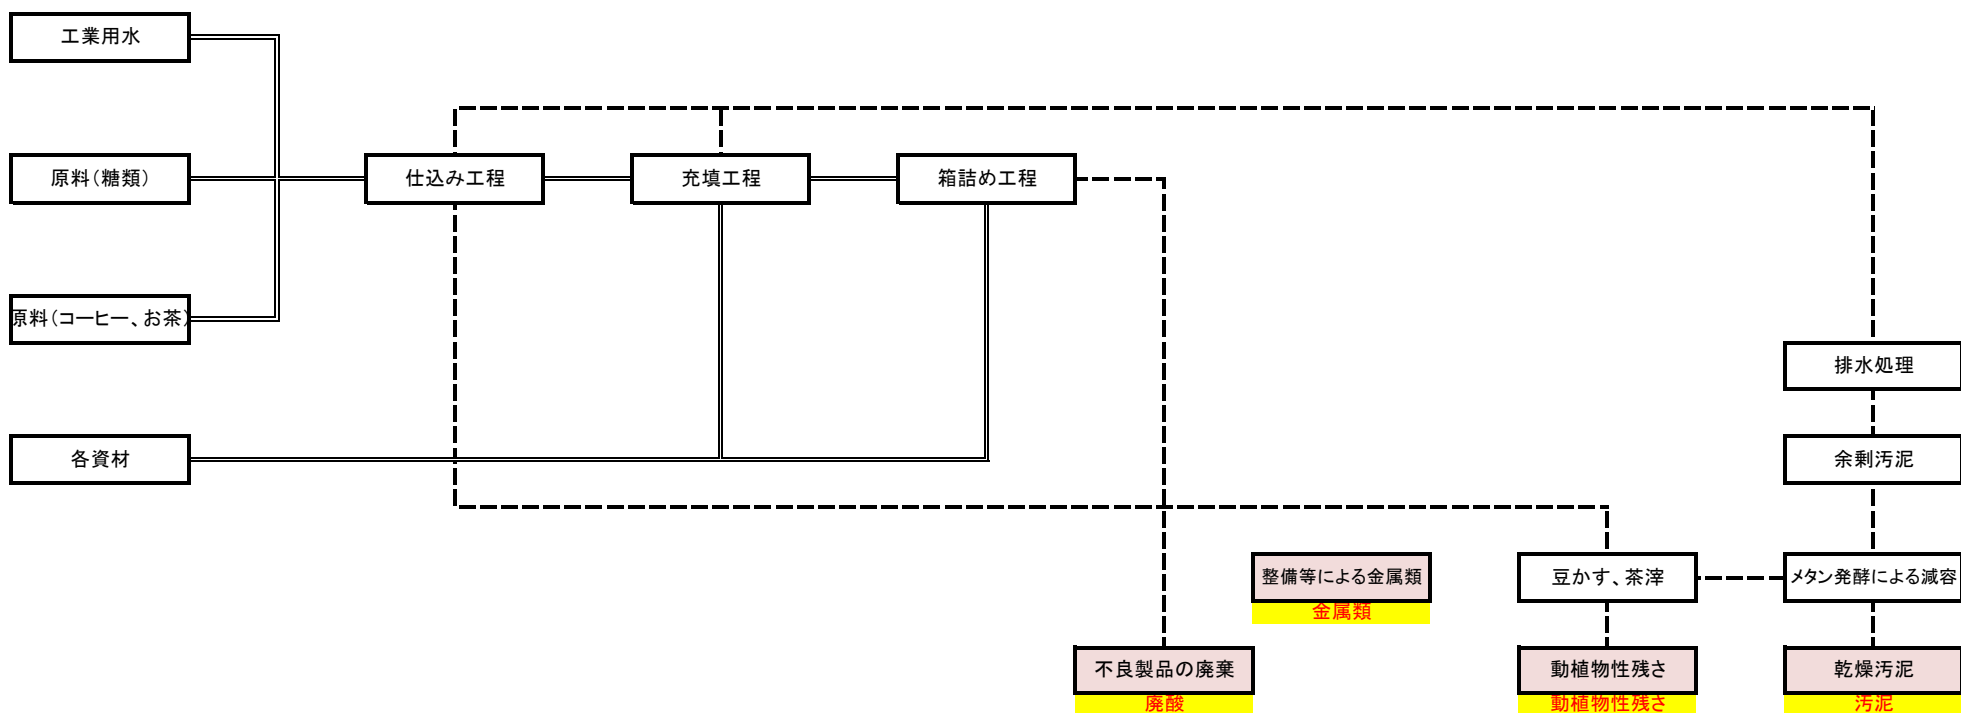 工業用水
原料（糖類）
仕込み工程
充填工程
箱詰め工程
原料（コーヒー、お茶）
排水処理
各資材
余剰汚泥
整備等による金属類
金属類
豆かす、茶滓
メタン発酵による減容
不良製品の廃棄
廃酸
動植物性残さ
動植物性残さ
乾燥汚泥
汚泥